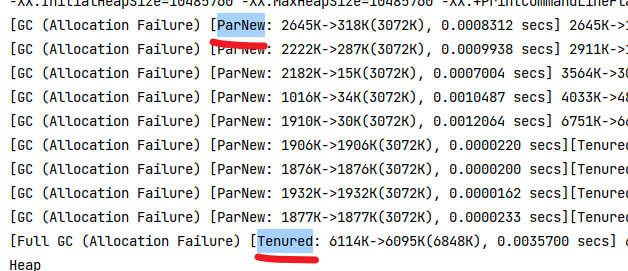 -XX:InitialHeapSize=10485760 -XX:MaxHeapSize=10485760 -XX:+PrintCommandLineFla
[GC (Allocation Failure) [ParNew: 2645K->318K(3072K), 0.0008312 secs] 2645K->1
[GC (Allocation Failure) [ParNew: 2222K->287K(3072K), 0.0009938 secs] 2911K->1
[GC (Allocation Failure) [ParNew: 2182K->15K(3072K), 0.0007004 secs] 3564K->30
[GC (Allocation Failure) [ParNew: 1016K->34K(3072K), 0.0010487 secs] 4033K->48
[GC (Allocation Failure) [ParNew: 1910K->30K(3072K), 0.0012064 secs] 6751K->66
[GC (Allocation Failure) [ParNew: 1906K->1906K(3072K), 0.0000220 secs][Tenured
[GC (Allocation Failure) [ParNew: 1876K->1876K(3072K), 0.0000200 secs][Tenured
[GC (Allocation Failure) [ParNew: 1932K->1932K(3072K), 0.0000162 secs][Tenured
[GC (Allocation Failure) [ParNew: 1877K->1877K(3072K), 0.0000233 secs][Tenured
[Full GC (Allocation Failure) [Tenured: 6114K->6095K(6848K), 0.0035700 secs] 6
Heap